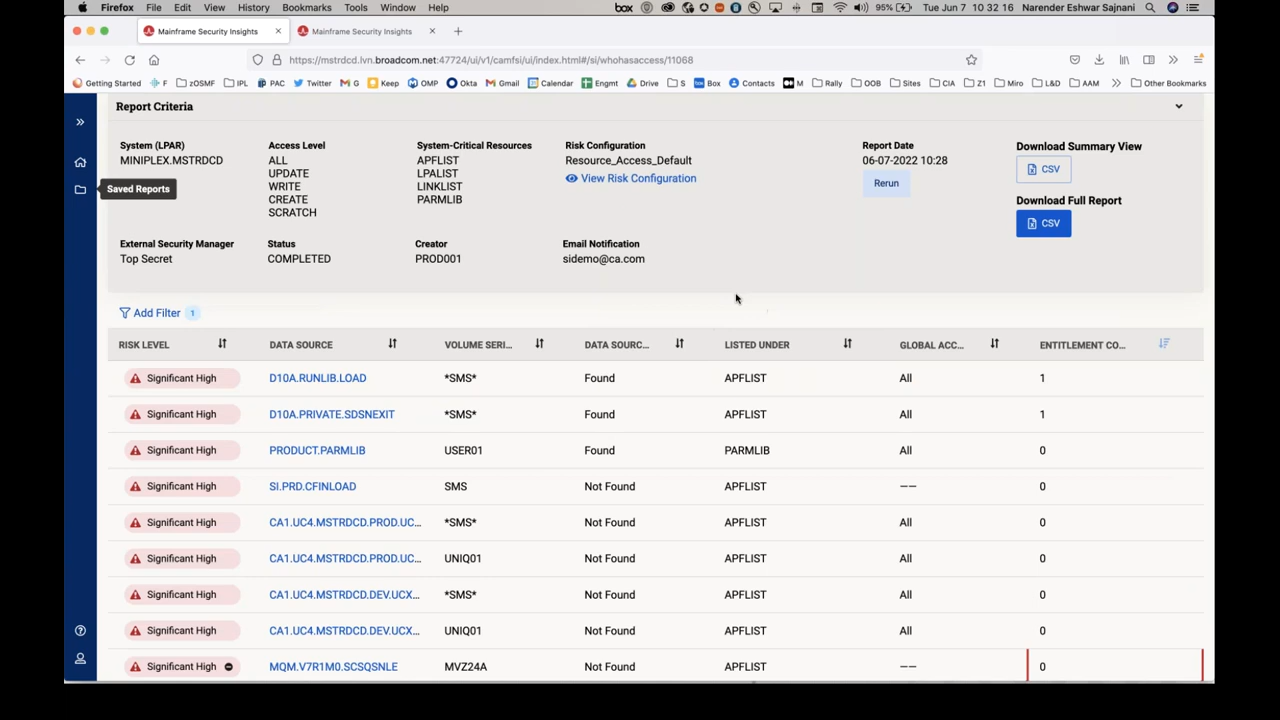 Firefox File Edit View History Bookmarks Tools Window Help box 95% Tue Jun 7 10 32 16 Narender Eshwar Sajnani
Mainframe Security Insights Mainframe Security Insights
https://mstrdcd.lvn.broadcom.net:47724/ui/v1/camfsi/ui/index.html#/si/whohasaccess/11068
Getting Started F zOSMF IPL PAC Twitter G Keep OMP Okta Gmail Calendar Engmt Drive S Box Contacts M Rally OOB Sites CIA Z1 Miro L&D AAM Other Bookmarks
Report Criteria
System (LPAR) Access Level System-Critical Resources Risk Configuration Report Date Download Summary View
MINIPLEX.MSTRDCD ALL APFLIST Resource_Access_Default 06-07-2022 10:28
UPDATE LPALIST View Risk Configuration Rerun CSV
WRITE LINKLIST
CREATE PARMLIB Download Full Report
SCRATCH
CSV
Saved Reports
External Security Manager Status Creator Email Notification
Top Secret COMPLETED PROD001 sidemo@ca.com
Add Filter 1
RISK LEVEL DATA SOURCE VOLUME SERI... DATA SOURC... LISTED UNDER GLOBAL ACC... ENTITLEMENT CO...
Significant High D10A.RUNLIB.LOAD *SMS* Found APFLIST All 1
Significant High D10A.PRIVATE.SDSNEXIT *SMS* Found APFLIST All 1
Significant High PRODUCT.PARMLIB USER01 Found PARMLIB All 0
Significant High SI.PRD.CFINLOAD SMS Not Found APFLIST —— 0
Significant High CA1.UC4.MSTRDCD.PROD.UC... *SMS* Not Found APFLIST All 0
Significant High CA1.UC4.MSTRDCD.PROD.UC... UNIQ01 Not Found APFLIST All 0
Significant High CA1.UC4.MSTRDCD.DEV.UCX... *SMS* Not Found APFLIST All 0
Significant High CA1.UC4.MSTRDCD.DEV.UCX... UNIQ01 Not Found APFLIST All 0
Significant High MQM.V7R1M0.SCSQSNLE MVZ24A Not Found APFLIST —— 0